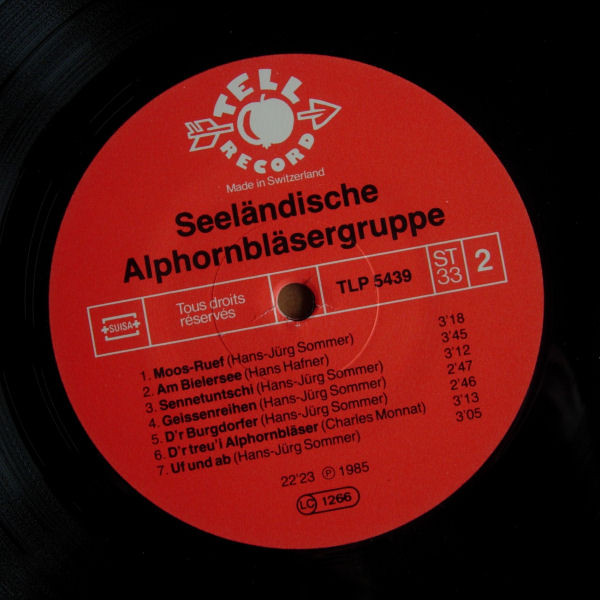 TELL
RECORD
Made in Switzerland
Seeländische
Alphornbläsergruppe
SUISA
Tous droits
réservés
TLP 5439
ST
33
2
1. Moos-Ruef (Hans-Jürg Sommer) 3'18
2. Am Bielersee (Hans Hafner) 3'45
3. Sennetuntschi (Hans-Jürg Sommer) 3'12
4. Geissenreihen (Hans-Jürg Sommer) 2'47
5. D'r Burgdorfer (Hans-Jürg Sommer) 2'46
6. D'r treu'i Alphornbläser (Charles Monnat) 3'13
7. Uf und ab (Hans-Jürg Sommer) 3'05
22'23 ℗ 1985
LC 1266